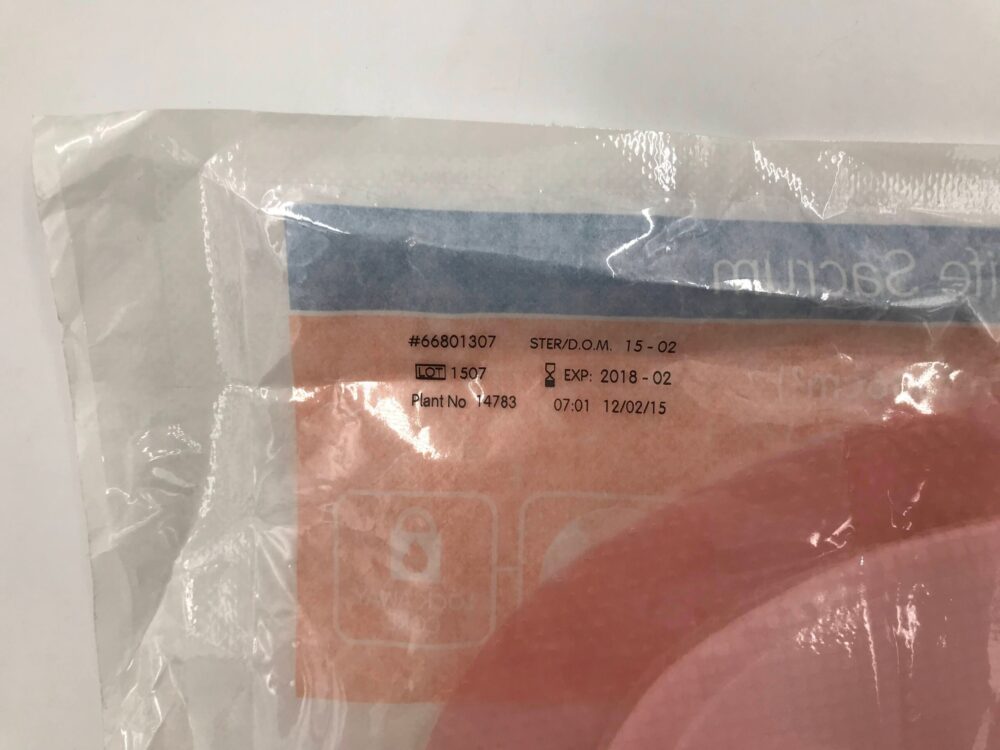 ife Sacrum
#66801307 STER/D.O.M. 15 - 02
LOT 1507 EXP: 2018 - 02
Plant No 14783 07:01 12/02/15